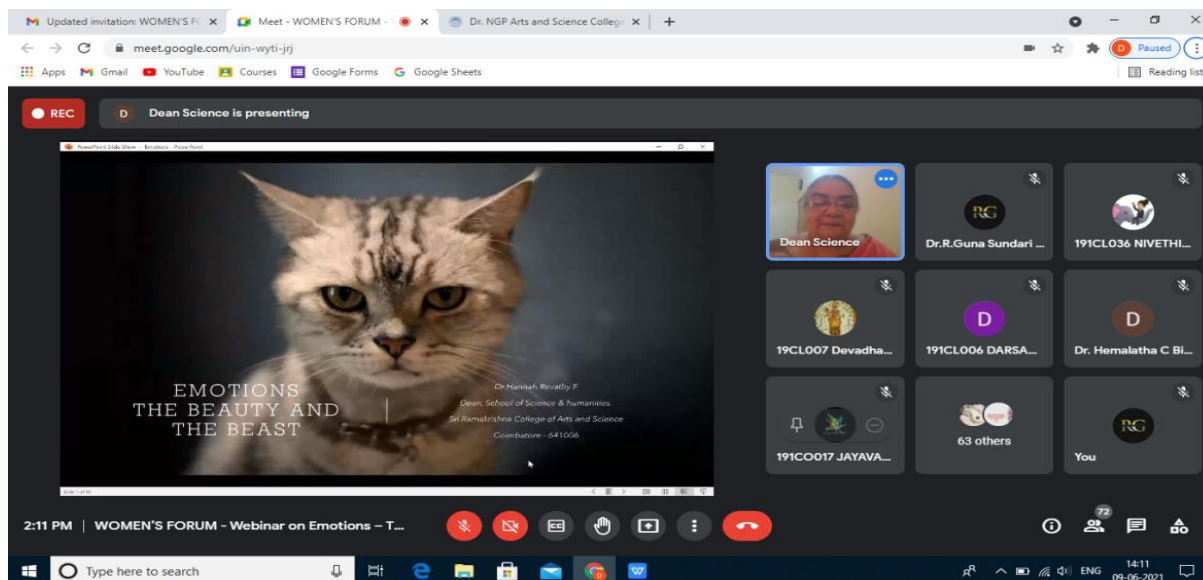 Updated invitation: WOMEN'S FO
Meet - WOMEN'S FORUM -
Dr. NGP Arts and Science Colleg
meet.google.com/uin-wyti-jrj
D Paused
Apps Gmail YouTube Courses Google Forms Google Sheets Reading list
REC D Dean Science is presenting
PowerPoint Slide Show - Emotions - PowerPoint
EMOTIONS
THE BEAUTY AND
THE BEAST
Dr.Hannah Revathy F
Dean, School of Science & humanities.
Sri Ramakrishna College of Arts and Science
Coimbatore - 641006
Slide 1 of
Dean Science
RG
Dr.R.Guna Sundari ...
191CL036 NIVETHI...
19CL007 Devadha...
D
191CL006 DARSA...
D
Dr. Hemalatha C Bi...
191CO017 JAYAVA...
63 others
RG
You
2:11 PM | WOMEN'S FORUM - Webinar on Emotions – T...
72
Type here to search
ENG
14:11
09-06-2021